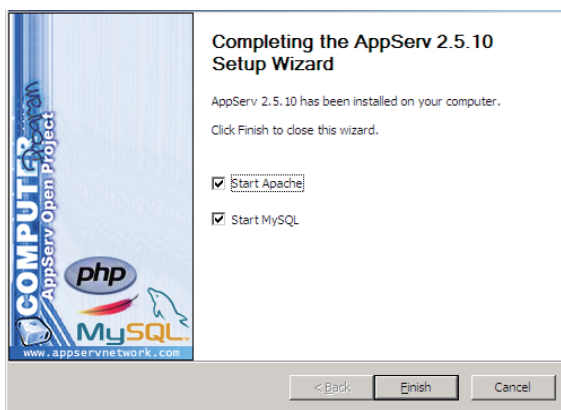 Completing the AppServ 2.5.10
Setup Wizard
AppServ 2.5.10 has been installed on your computer.
Click Finish to close this wizard.
Start Apache
Start MySQL
COMPUTER
Program
AppServ Open Project
php
MySQL
www.appservnetwork.com
< Back
Finish
Cancel